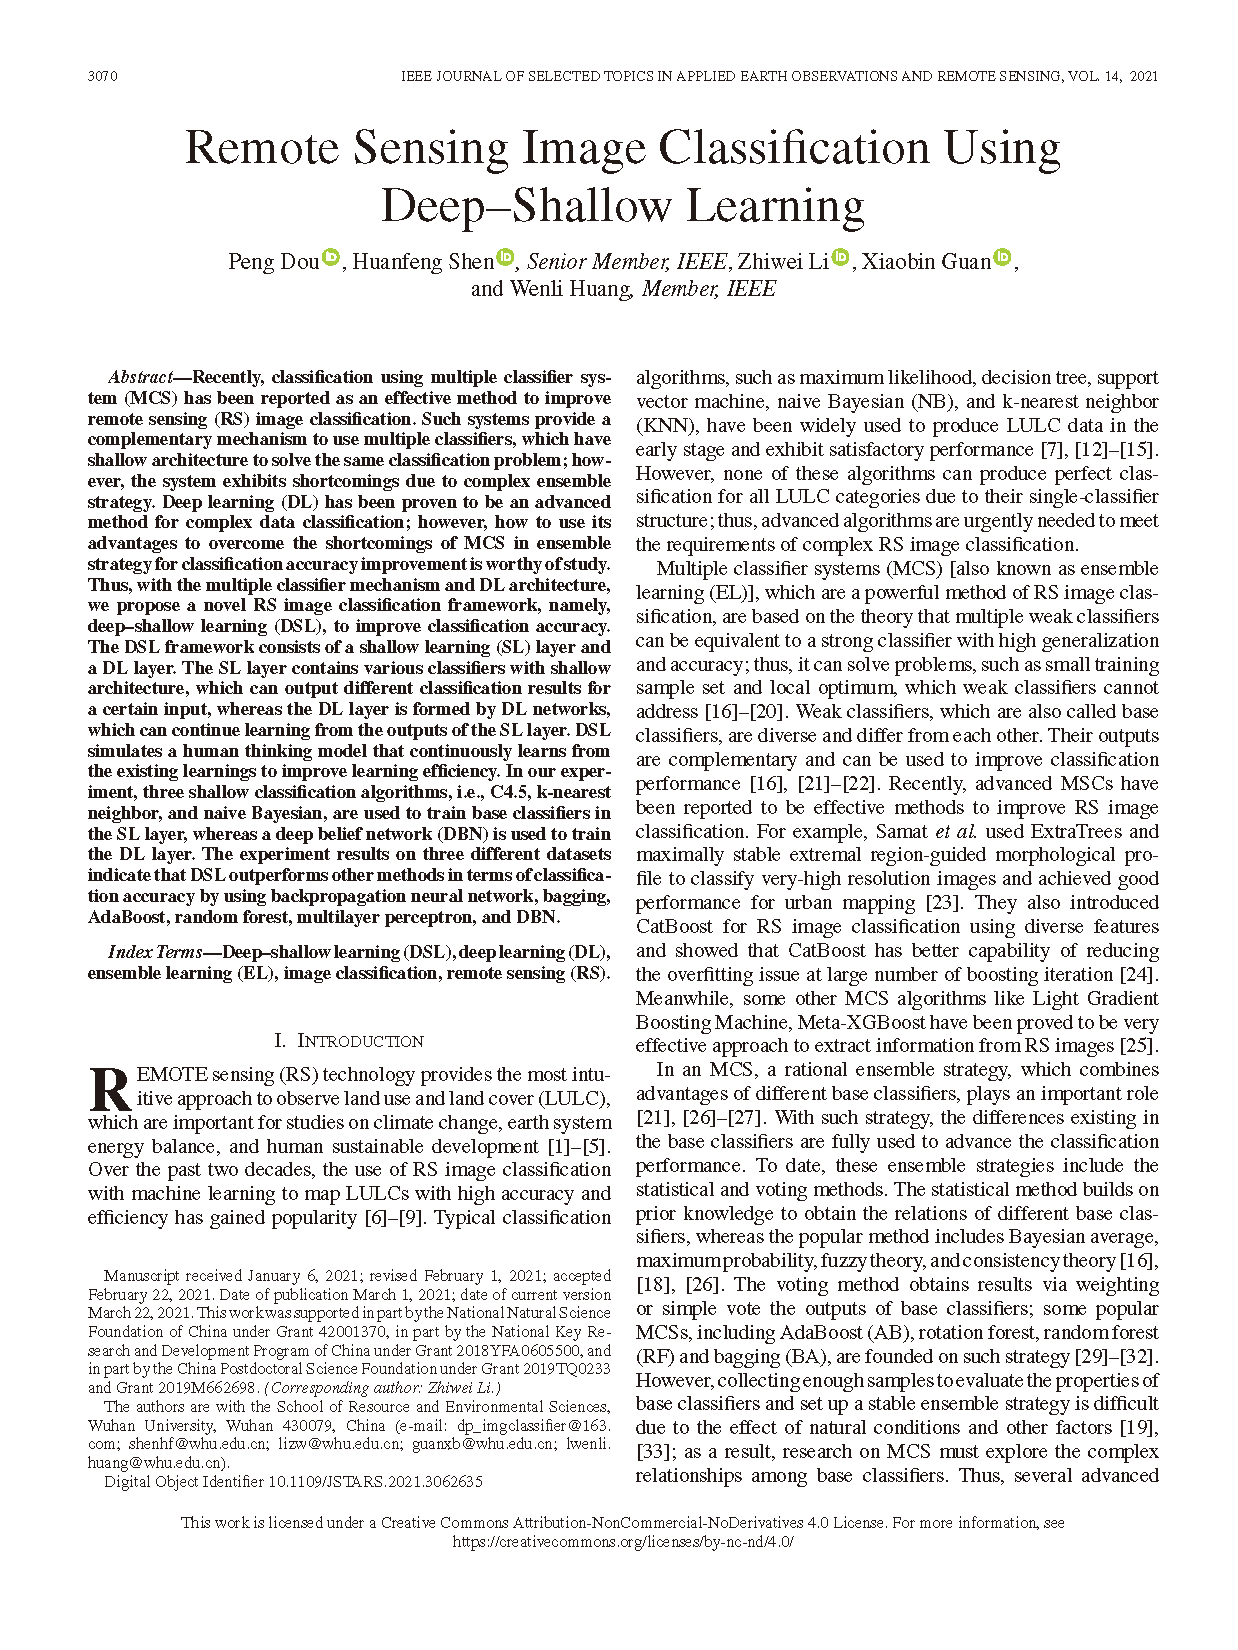 3070
IEEE JOURNAL OF SELECTED TOPICS IN APPLIED EARTH OBSERVATIONS AND REMOTE SENSING, VOL. 14, 2021
Remote Sensing Image Classification Using
Deep–Shallow Learning
Peng Dou, Huanfeng Shen, Senior Member, IEEE, Zhiwei Li, Xiaobin Guan,
and Wenli Huang, Member, IEEE
Abstract—Recently, classification using multiple classifier sys-
tem (MCS) has been reported as an effective method to improve
remote sensing (RS) image classification. Such systems provide a
complementary mechanism to use multiple classifiers, which have
shallow architecture to solve the same classification problem; how-
ever, the system exhibits shortcomings due to complex ensemble
strategy. Deep learning (DL) has been proven to be an advanced
method for complex data classification; however, how to use its
advantages to overcome the shortcomings of MCS in ensemble
strategy for classification accuracy improvement is worthy of study.
Thus, with the multiple classifier mechanism and DL architecture,
we propose a novel RS image classification framework, namely,
deep–shallow learning (DSL), to improve classification accuracy.
The DSL framework consists of a shallow learning (SL) layer and
a DL layer. The SL layer contains various classifiers with shallow
architecture, which can output different classification results for
a certain input, whereas the DL layer is formed by DL networks,
which can continue learning from the outputs of the SL layer. DSL
simulates a human thinking model that continuously learns from
the existing learnings to improve learning efficiency. In our exper-
iment, three shallow classification algorithms, i.e., C4.5, k-nearest
neighbor, and naive Bayesian, are used to train base classifiers in
the SL layer, whereas a deep belief network (DBN) is used to train
the DL layer. The experiment results on three different datasets
indicate that DSL outperforms other methods in terms of classifica-
tion accuracy by using backpropagation neural network, bagging,
AdaBoost, random forest, multilayer perceptron, and DBN.
Index Terms—Deep–shallow learning (DSL), deep learning (DL),
ensemble learning (EL), image classification, remote sensing (RS).
I. INTRODUCTION
REMOTE sensing (RS) technology provides the most intu-
itive approach to observe land use and land cover (LULC),
which are important for studies on climate change, earth system
energy balance, and human sustainable development [1]–[5].
Over the past two decades, the use of RS image classification
with machine learning to map LULCs with high accuracy and
efficiency has gained popularity [6]–[9]. Typical classification
Manuscript received January 6, 2021; revised February 1, 2021; accepted
February 22, 2021. Date of publication March 1, 2021; date of current version
March 22, 2021. This work was supported in part by the National Natural Science
Foundation of China under Grant 42001370, in part by the National Key Re-
search and Development Program of China under Grant 2018YFA0605500, and
in part by the China Postdoctoral Science Foundation under Grant 2019TQ0233
and Grant 2019M662698. (Corresponding author: Zhiwei Li.)
The authors are with the School of Resource and Environmental Sciences,
Wuhan University, Wuhan 430079, China (e-mail: dp_imgclassifier@163.
com; shenhf@whu.edu.cn; lizw@whu.edu.cn; guanxb@whu.edu.cn; lwenli.
huang@whu.edu.cn).
Digital Object Identifier 10.1109/JSTARS.2021.3062635
algorithms, such as maximum likelihood, decision tree, support
vector machine, naive Bayesian (NB), and k-nearest neighbor
(KNN), have been widely used to produce LULC data in the
early stage and exhibit satisfactory performance [7], [12]–[15].
However, none of these algorithms can produce perfect clas-
sification for all LULC categories due to their single-classifier
structure; thus, advanced algorithms are urgently needed to meet
the requirements of complex RS image classification.
Multiple classifier systems (MCS) [also known as ensemble
learning (EL)], which are a powerful method of RS image clas-
sification, are based on the theory that multiple weak classifiers
can be equivalent to a strong classifier with high generalization
and accuracy; thus, it can solve problems, such as small training
sample set and local optimum, which weak classifiers cannot
address [16]–[20]. Weak classifiers, which are also called base
classifiers, are diverse and differ from each other. Their outputs
are complementary and can be used to improve classification
performance [16], [21]–[22]. Recently, advanced MSCs have
been reported to be effective methods to improve RS image
classification. For example, Samat et al. used ExtraTrees and
maximally stable extremal region-guided morphological pro-
file to classify very-high resolution images and achieved good
performance for urban mapping [23]. They also introduced
CatBoost for RS image classification using diverse features
and showed that CatBoost has better capability of reducing
the overfitting issue at large number of boosting iteration [24].
Meanwhile, some other MCS algorithms like Light Gradient
Boosting Machine, Meta-XGBoost have been proved to be very
effective approach to extract information from RS images [25].
In an MCS, a rational ensemble strategy, which combines
advantages of different base classifiers, plays an important role
[21], [26]–[27]. With such strategy, the differences existing in
the base classifiers are fully used to advance the classification
performance. To date, these ensemble strategies include the
statistical and voting methods. The statistical method builds on
prior knowledge to obtain the relations of different base clas-
sifiers, whereas the popular method includes Bayesian average,
maximum probability, fuzzy theory, and consistency theory [16],
[18], [26]. The voting method obtains results via weighting
or simple vote the outputs of base classifiers; some popular
MCSs, including AdaBoost (AB), rotation forest, random forest
(RF) and bagging (BA), are founded on such strategy [29]–[32].
However, collecting enough samples to evaluate the properties of
base classifiers and set up a stable ensemble strategy is difficult
due to the effect of natural conditions and other factors [19],
[33]; as a result, research on MCS must explore the complex
relationships among base classifiers. Thus, several advanced
This work is licensed under a Creative Commons Attribution-NonCommercial-NoDerivatives 4.0 License. For more information, see
https://creativecommons.org/licenses/by-nc-nd/4.0/